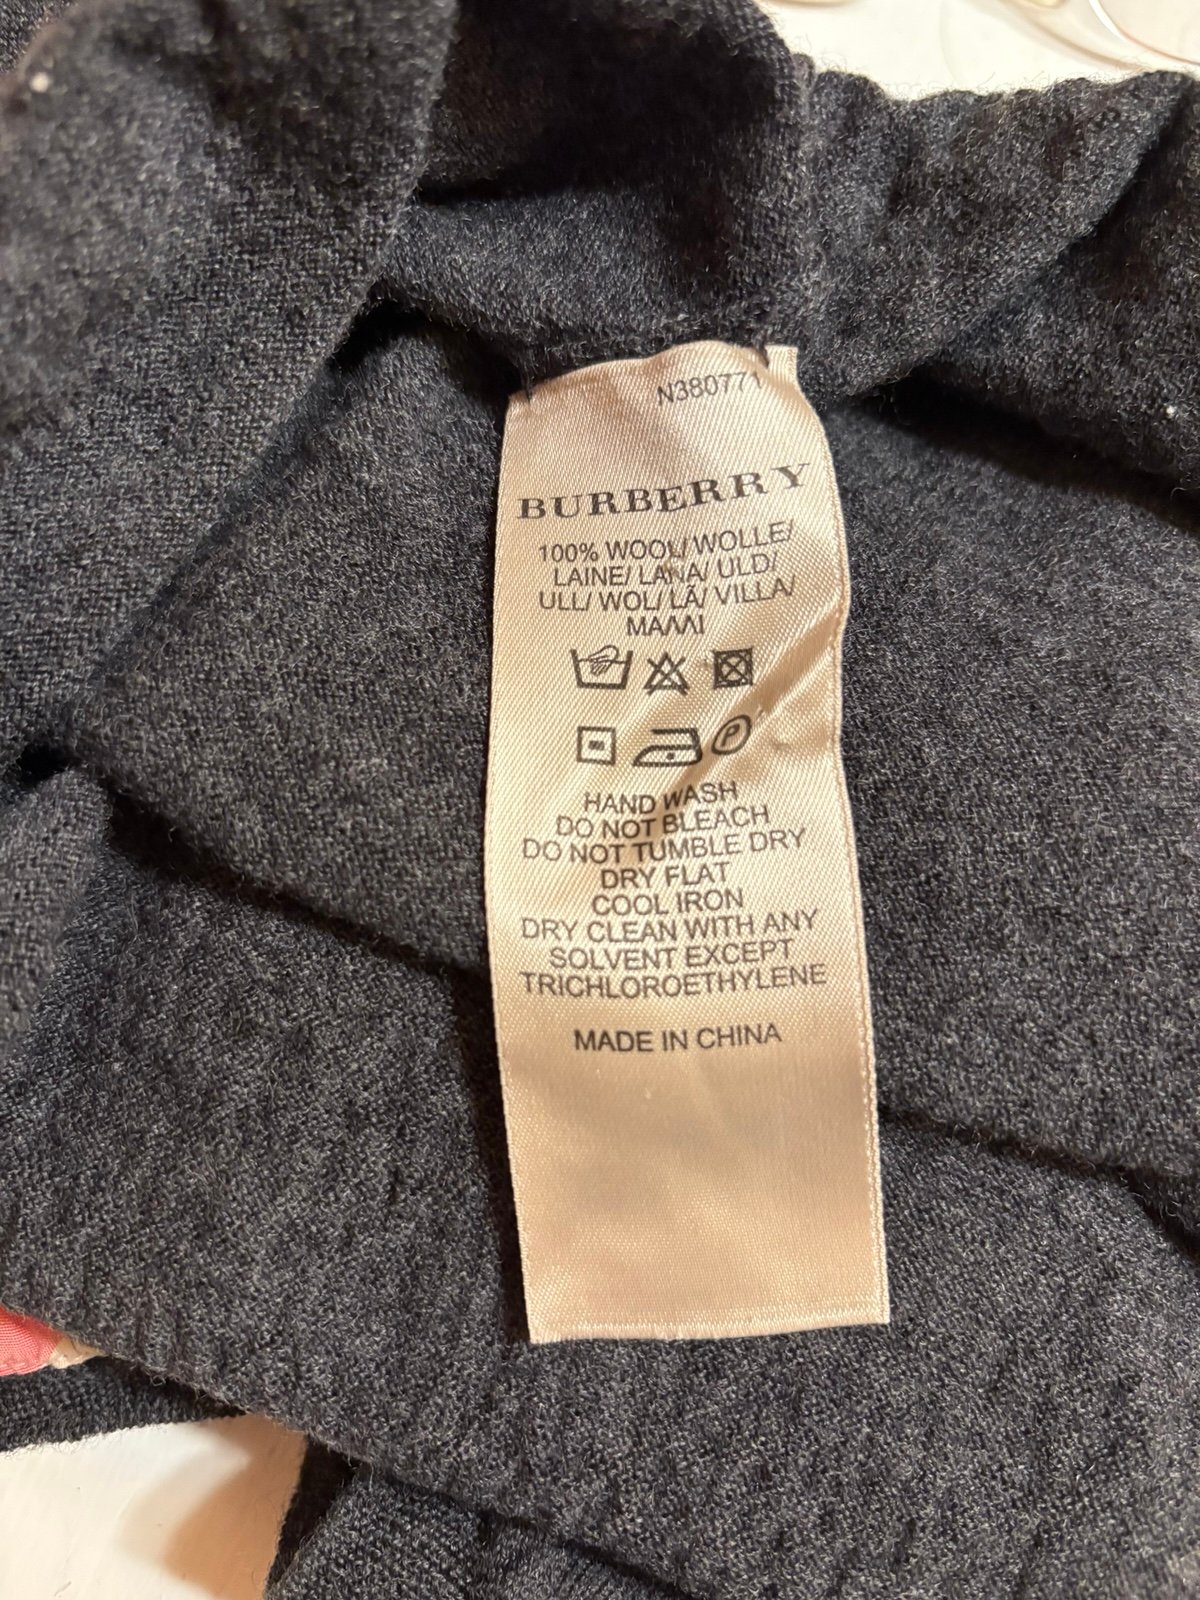 N380771
BURBERRY
100% WOOL/ WOLLE/
LAINE/ LANA/ ULD/
ULL/ WOL/ LÃ/ VILLA/
ΜΑΛΛΙ
P
HAND WASH
DO NOT BLEACH
DO NOT TUMBLE DRY
DRY FLAT
COOL IRON
DRY CLEAN WITH ANY
SOLVENT EXCEPT
TRICHLOROETHYLENE
MADE IN CHINA